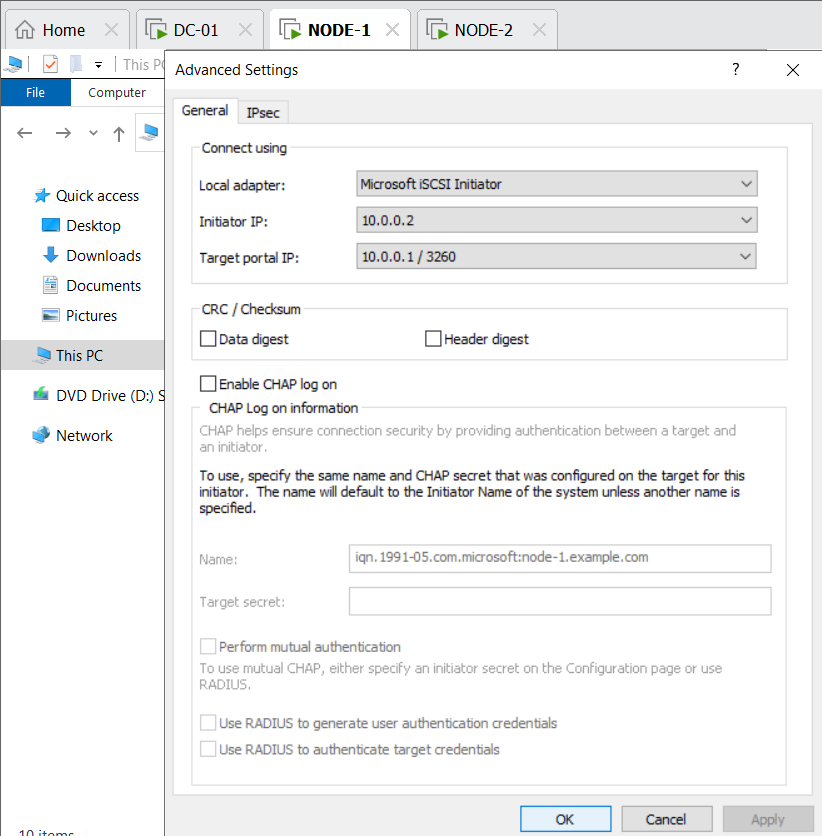 Home
DC-01
NODE-1
NODE-2
This PC
File
Computer
Quick access
Desktop
Downloads
Documents
Pictures
This PC
DVD Drive (D:) S
Network
10 items
Advanced Settings
?
General
IPsec
Connect using
Local adapter:
Microsoft iSCSI Initiator
Initiator IP:
10.0.0.2
Target portal IP:
10.0.0.1 / 3260
CRC / Checksum
Data digest
Header digest
Enable CHAP log on
CHAP Log on information
CHAP helps ensure connection security by providing authentication between a target and
an initiator.
To use, specify the same name and CHAP secret that was configured on the target for this
initiator. The name will default to the Initiator Name of the system unless another name is
specified.
Name:
iqn.1991-05.com.microsoft:node-1.example.com
Target secret:
Perform mutual authentication
To use mutual CHAP, either specify an initiator secret on the Configuration page or use
RADIUS.
Use RADIUS to generate user authentication credentials
Use RADIUS to authenticate target credentials
OK
Cancel
Apply